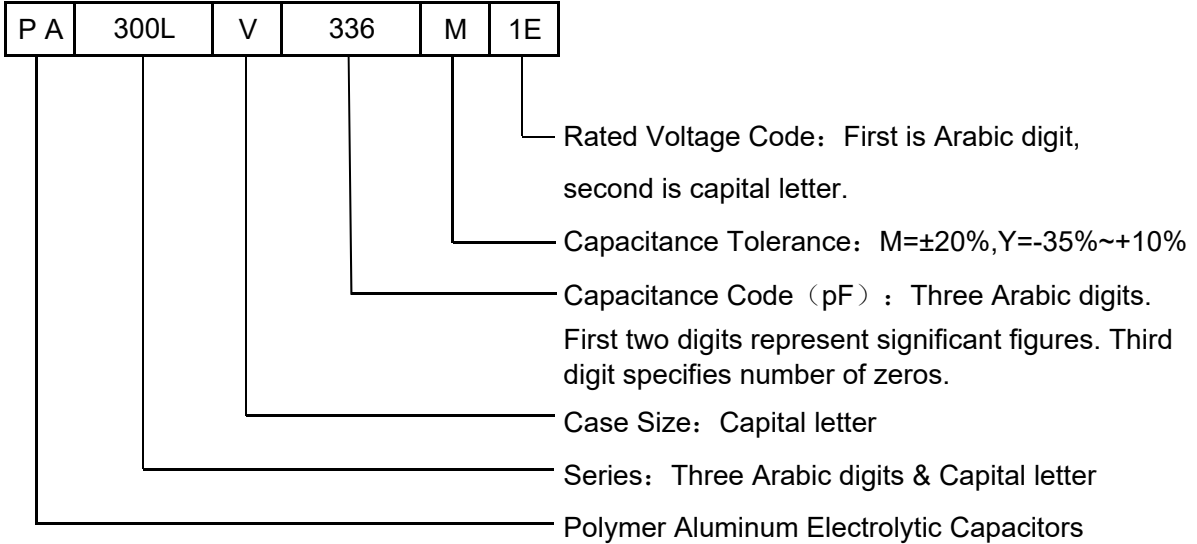 P A 300L V 336 M 1E
Rated Voltage Code：First is Arabic digit,
second is capital letter.
Capacitance Tolerance：M=±20%,Y=-35%~+10%
Capacitance Code（pF）：Three Arabic digits.
First two digits represent significant figures. Third
digit specifies number of zeros.
Case Size：Capital letter
Series：Three Arabic digits & Capital letter
Polymer Aluminum Electrolytic Capacitors